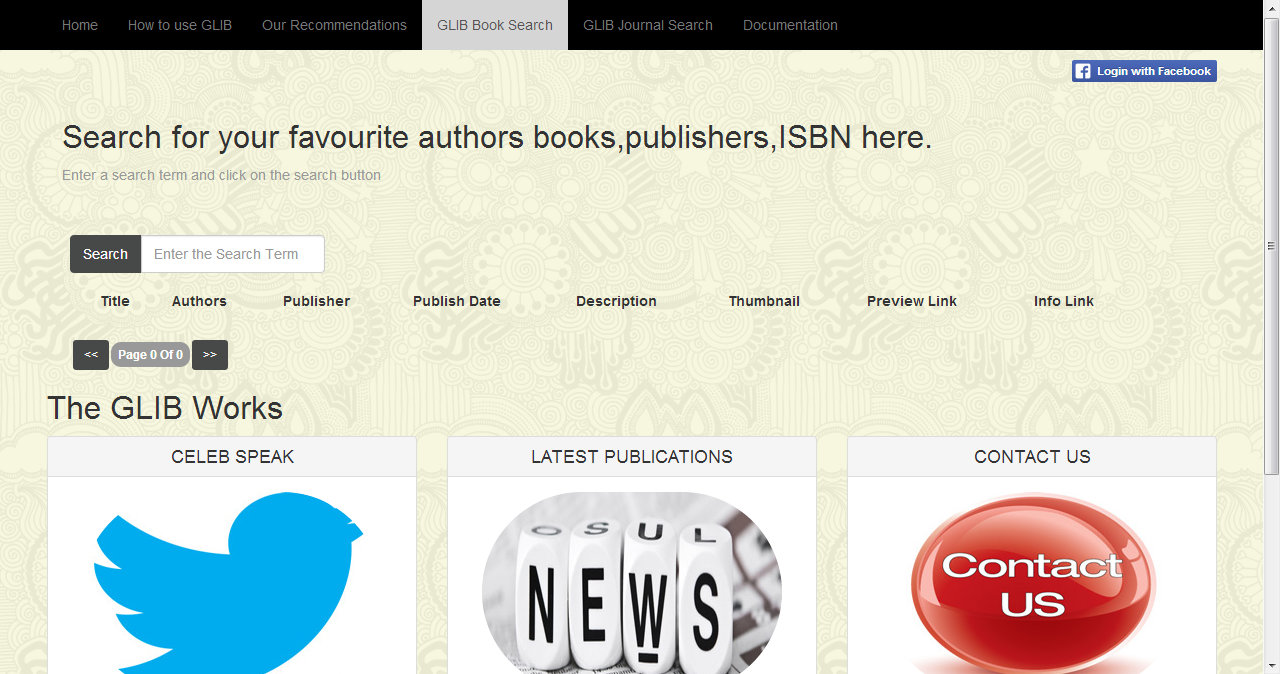 Home How to use GLIB Our Recommendations GLIB Book Search GLIB Journal Search Documentation
Login with Facebook
Search for your favourite authors books,publishers,ISBN here.
Enter a search term and click on the search button
Search Enter the Search Term
Title Authors Publisher Publish Date Description Thumbnail Preview Link Info Link
<< Page 0 Of 0 >>
The GLIB Works
CELEB SPEAK LATEST PUBLICATIONS CONTACT US
O S U L
NEWS
Contact
US